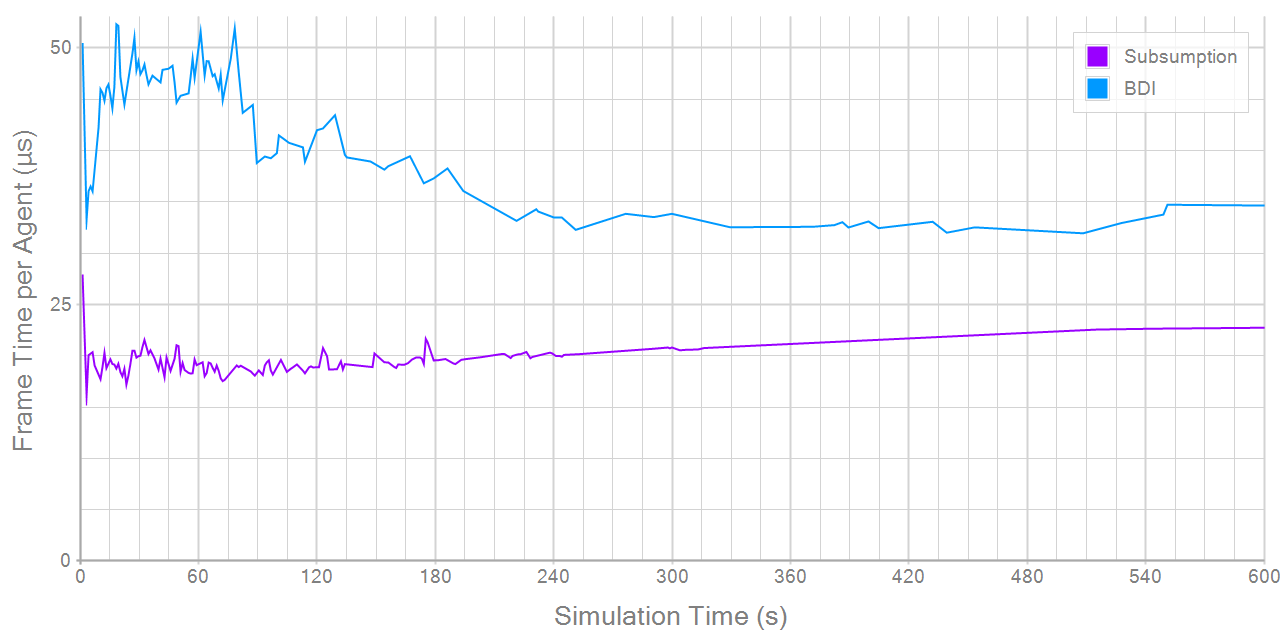 Frame Time per Agent (µs)
50
25
0
Subsumption
BDI
0 60 120 180 240 300 360 420 480 540 600
Simulation Time (s)